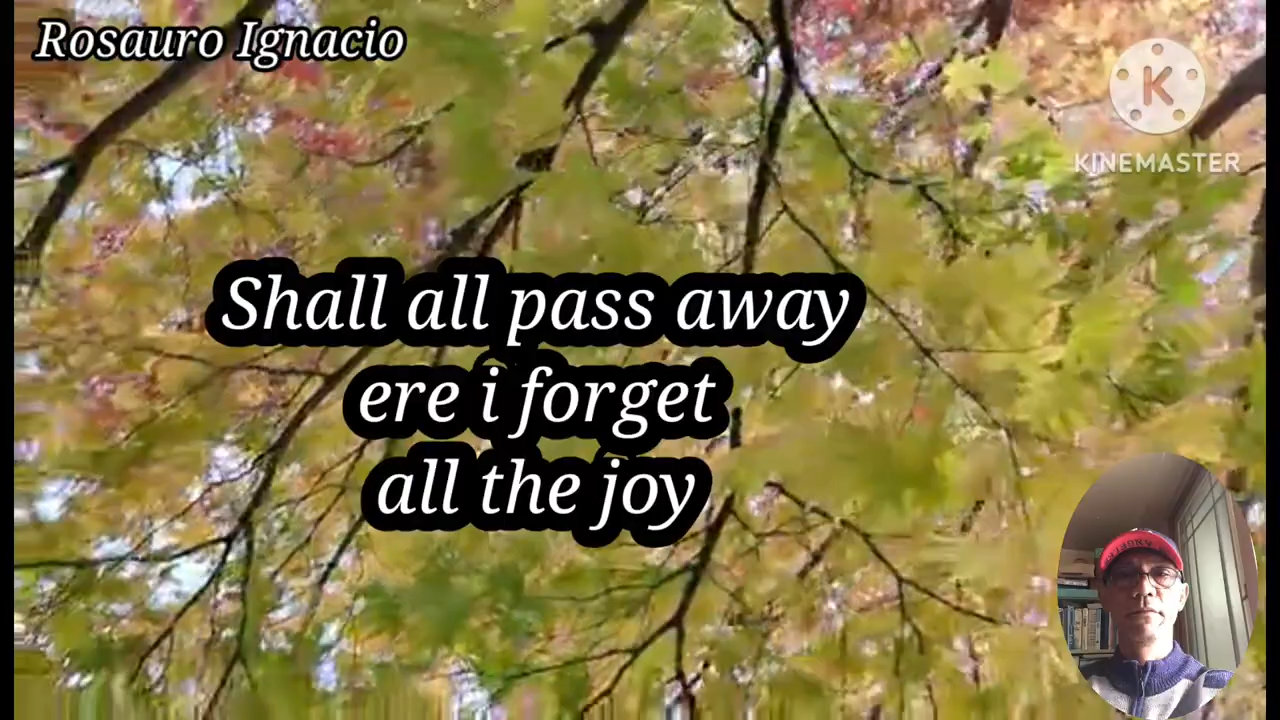 Rosauro Ignacio
K
KINEMASTER
Shall all pass away
ere i forget
all the joy